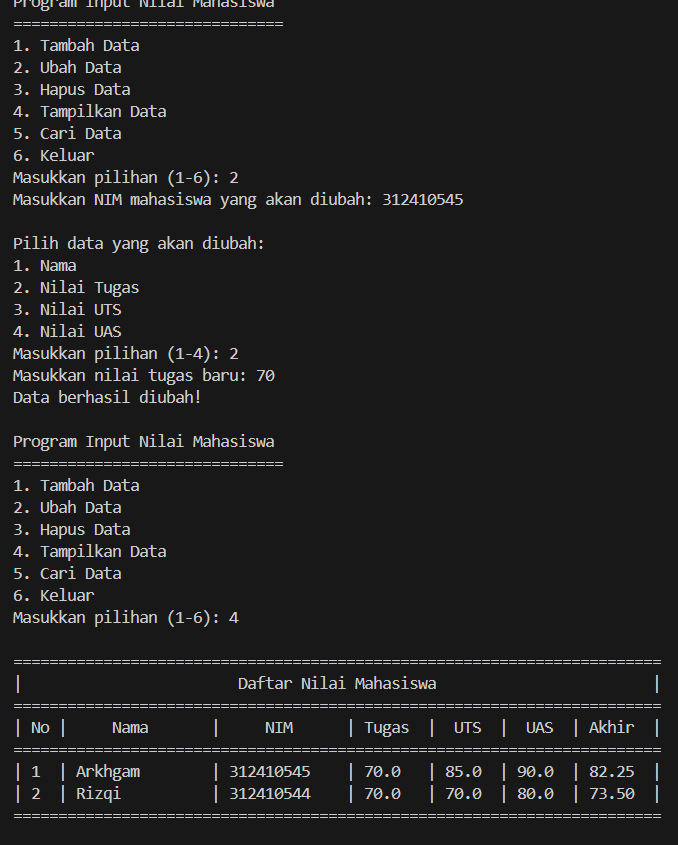 Program Input Nilai Mahasiswa
==============================
1. Tambah Data
2. Ubah Data
3. Hapus Data
4. Tampilkan Data
5. Cari Data
6. Keluar
Masukkan pilihan (1-6): 2
Masukkan NIM mahasiswa yang akan diubah: 312410545

Pilih data yang akan diubah:
1. Nama
2. Nilai Tugas
3. Nilai UTS
4. Nilai UAS
Masukkan pilihan (1-4): 2
Masukkan nilai tugas baru: 70
Data berhasil diubah!

Program Input Nilai Mahasiswa
==============================
1. Tambah Data
2. Ubah Data
3. Hapus Data
4. Tampilkan Data
5. Cari Data
6. Keluar
Masukkan pilihan (1-6): 4

========================================================================
|                        Daftar Nilai Mahasiswa                        |
========================================================================
| No |     Nama       |     NIM      | Tugas  |  UTS  |  UAS  | Akhir  |
========================================================================
| 1  | Arkhgam        | 312410545    | 70.0   | 85.0  | 90.0  | 82.25  |
| 2  | Rizqi          | 312410544    | 70.0   | 70.0  | 80.0  | 73.50  |
========================================================================